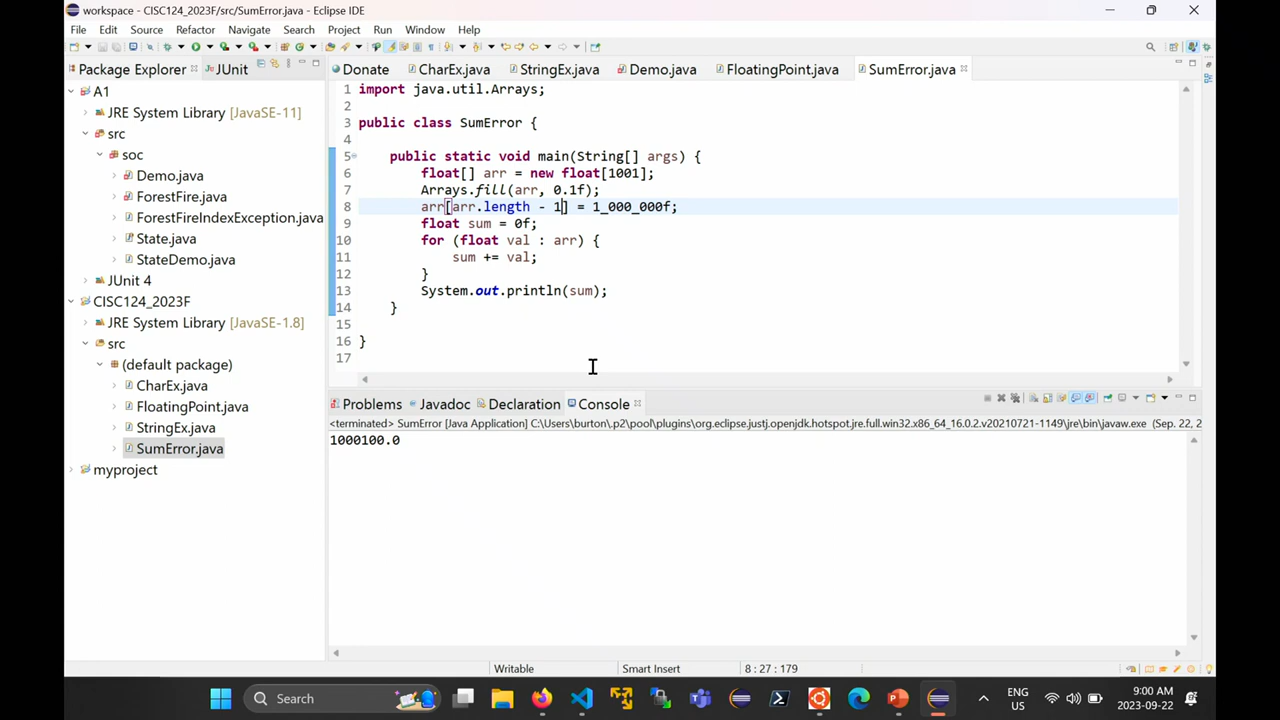 workspace - CISC124_2023F/src/SumError.java - Eclipse IDE
File Edit Source Refactor Navigate Search Project Run Window Help
Package Explorer JUnit
Donate CharEx.java StringEx.java Demo.java FloatingPoint.java SumError.java
A1
JRE System Library [JavaSE-11]
src
soc
Demo.java
ForestFire.java
ForestFireIndexException.java
State.java
StateDemo.java
JUnit 4
CISC124_2023F
JRE System Library [JavaSE-1.8]
src
(default package)
CharEx.java
FloatingPoint.java
StringEx.java
SumError.java
myproject
1 import java.util.Arrays;
2
3 public class SumError {
4
5 public static void main(String[] args) {
6 float[] arr = new float[1001];
7 Arrays.fill(arr, 0.1f);
8 arr[arr.length - 1] = 1_000_000f;
9 float sum = 0f;
10 for (float val : arr) {
11 sum += val;
12 }
13 System.out.println(sum);
14 }
15
16 }
17
Problems Javadoc Declaration Console
<terminated> SumError [Java Application] C:\Users\burton\.p2\pool\plugins\org.eclipse.justj.openjdk.hotspot.jre.full.win32.x86_64_16.0.2.v20210721-1149\jre\bin\javaw.exe (Sep. 22, 2
1000100.0
Writable Smart Insert 8 : 27 : 179
Search
ENG
US
9:00 AM
2023-09-22